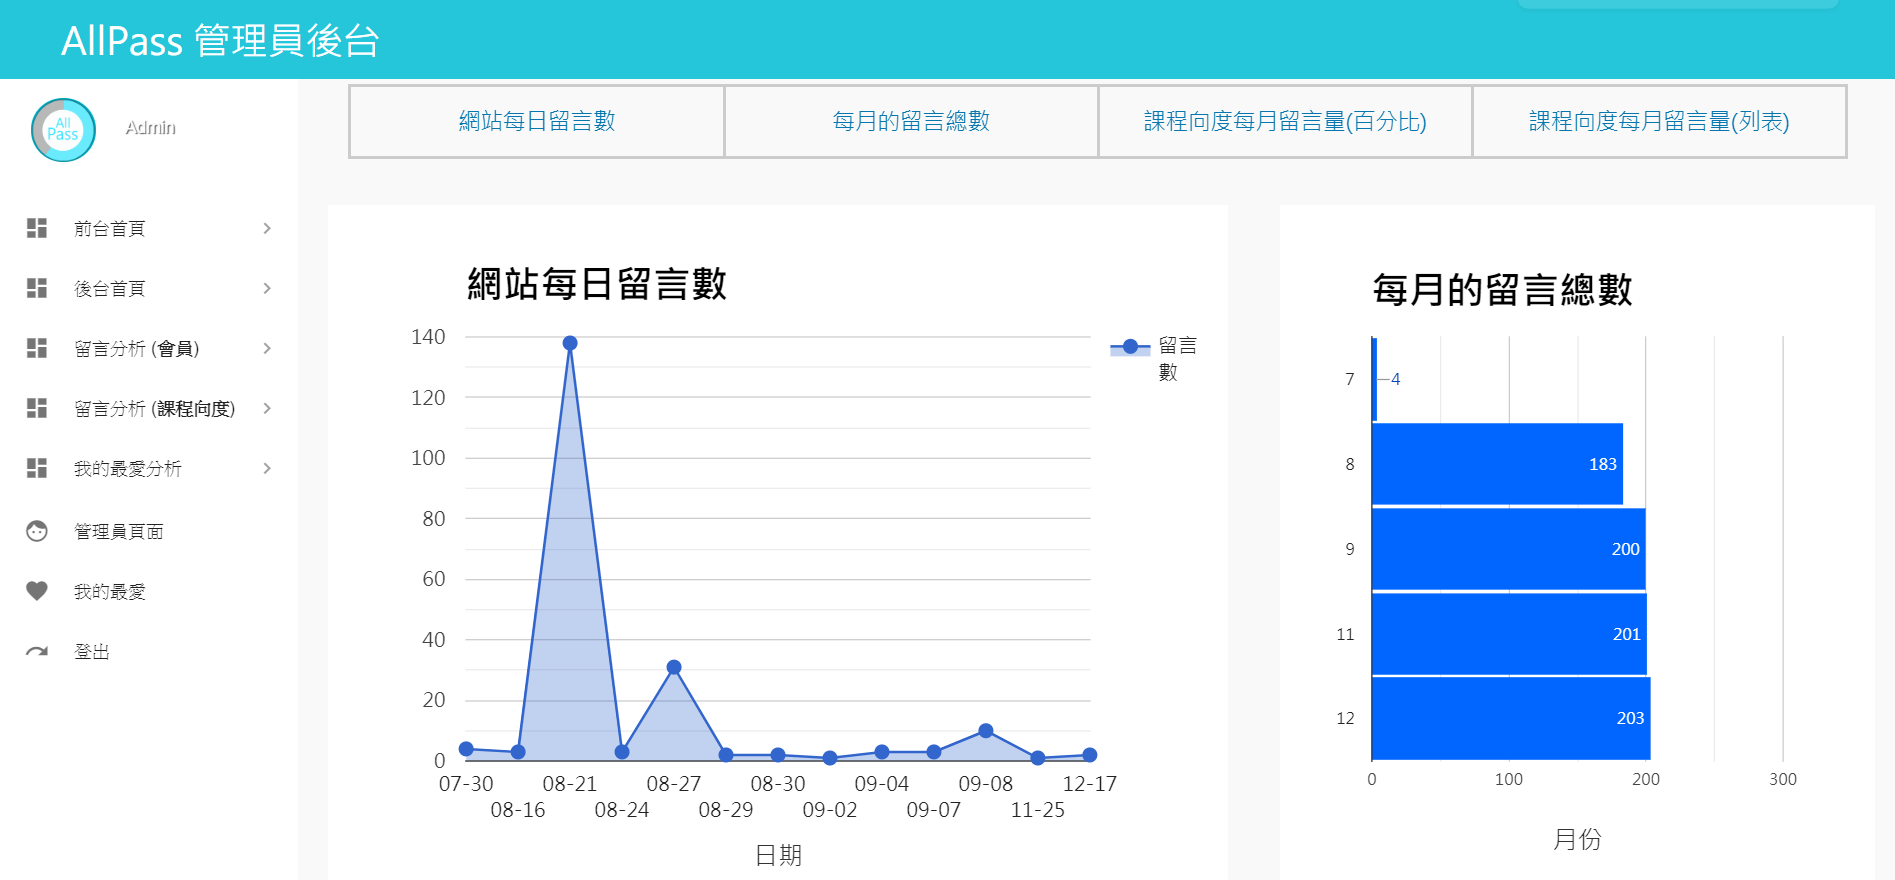 AllPass 管理員後台
All
Pass
Admin
前台首頁
後台首頁
留言分析 (會員)
留言分析 (課程向度)
我的最愛分析
管理員頁面
我的最愛
登出
網站每日留言數
每月的留言總數
課程向度每月留言量(百分比)
課程向度每月留言量(列表)
網站每日留言數
140
120
100
80
60
40
20
0
留言
數
07-30 08-21 08-27 08-30 09-04 09-08 12-17
08-16 08-24 08-29 09-02 09-07 11-25
日期
每月的留言總數
7 4
8 183
9 200
11 201
12 203
0 100 200 300
月份